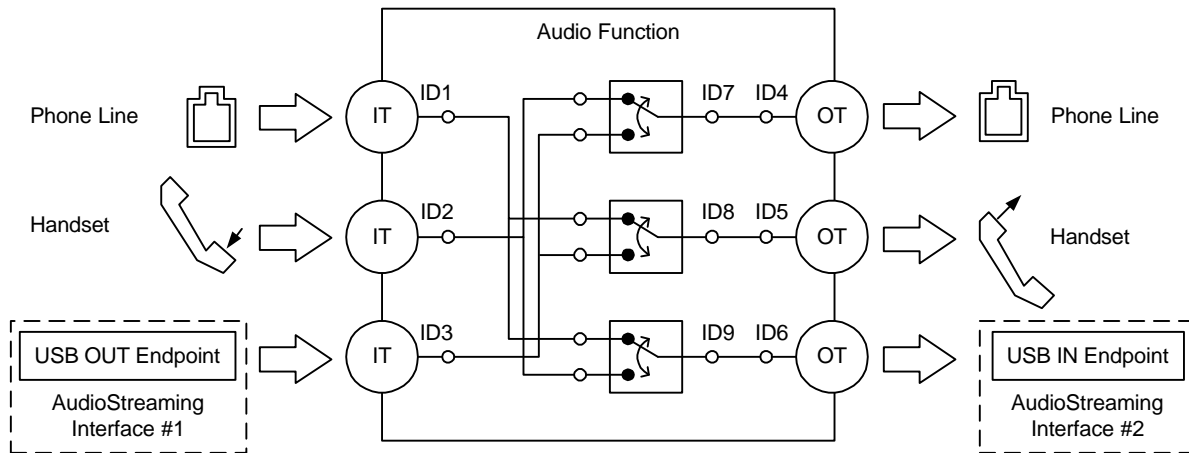 Audio Function
Phone Line
IT
ID1
ID7
ID4
OT
Phone Line
Handset
IT
ID2
ID8
ID5
OT
Handset
USB OUT Endpoint
AudioStreaming
Interface #1
IT
ID3
ID9
ID6
OT
USB IN Endpoint
AudioStreaming
Interface #2